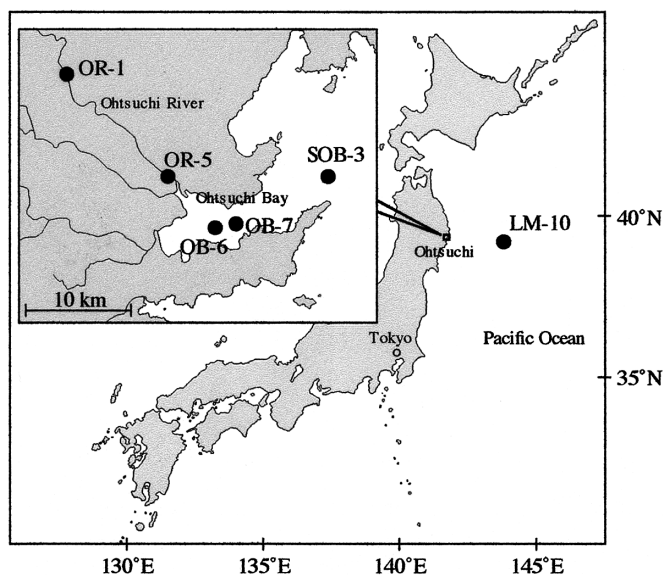 OR-1
Ohtsuchi River
OR-5
SOB-3
Ohtsuchi Bay
OB-7
OB-6
10 km
40°N
LM-10
Ohtsuchi
Pacific Ocean
Tokyo
35°N
130°E
135°E
140°E
145°E